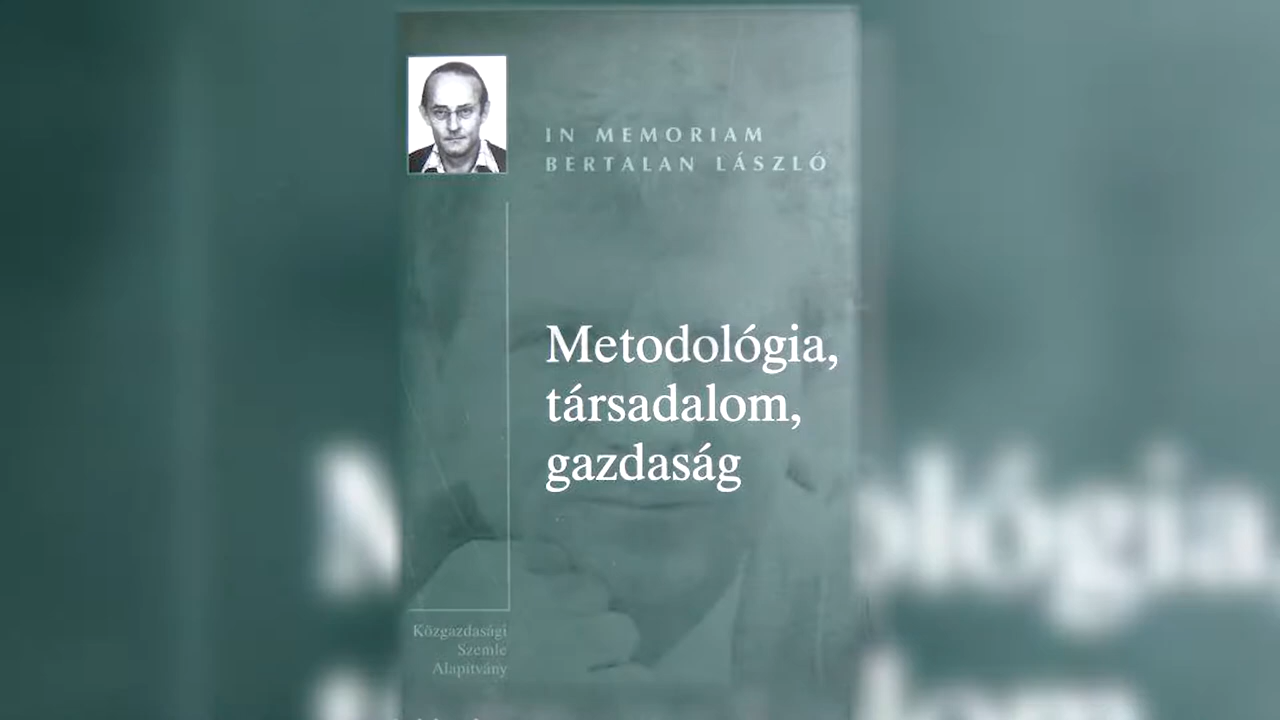 IN MEMORIAM
BERTALAN LÁSZLÓ
Metodológia,
társadalom,
gazdaság
Közgazdasági
Szemle
Alapítvány